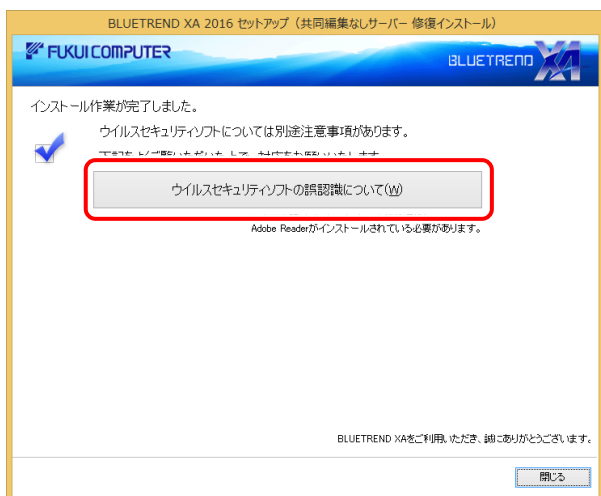 BLUETREND XA 2016 セットアップ（共同編集なしサーバー 修復インストール）
FUKUI COMPUTER
BLUETREND XA
インストール作業が完了しました。
ウイルスセキュリティソフトについては別途注意事項があります。
ウイルスセキュリティソフトの誤認識について(W)
Adobe Readerがインストールされている必要があります。
BLUETREND XAをご利用いただき、誠にありがとうございます。
閉じる